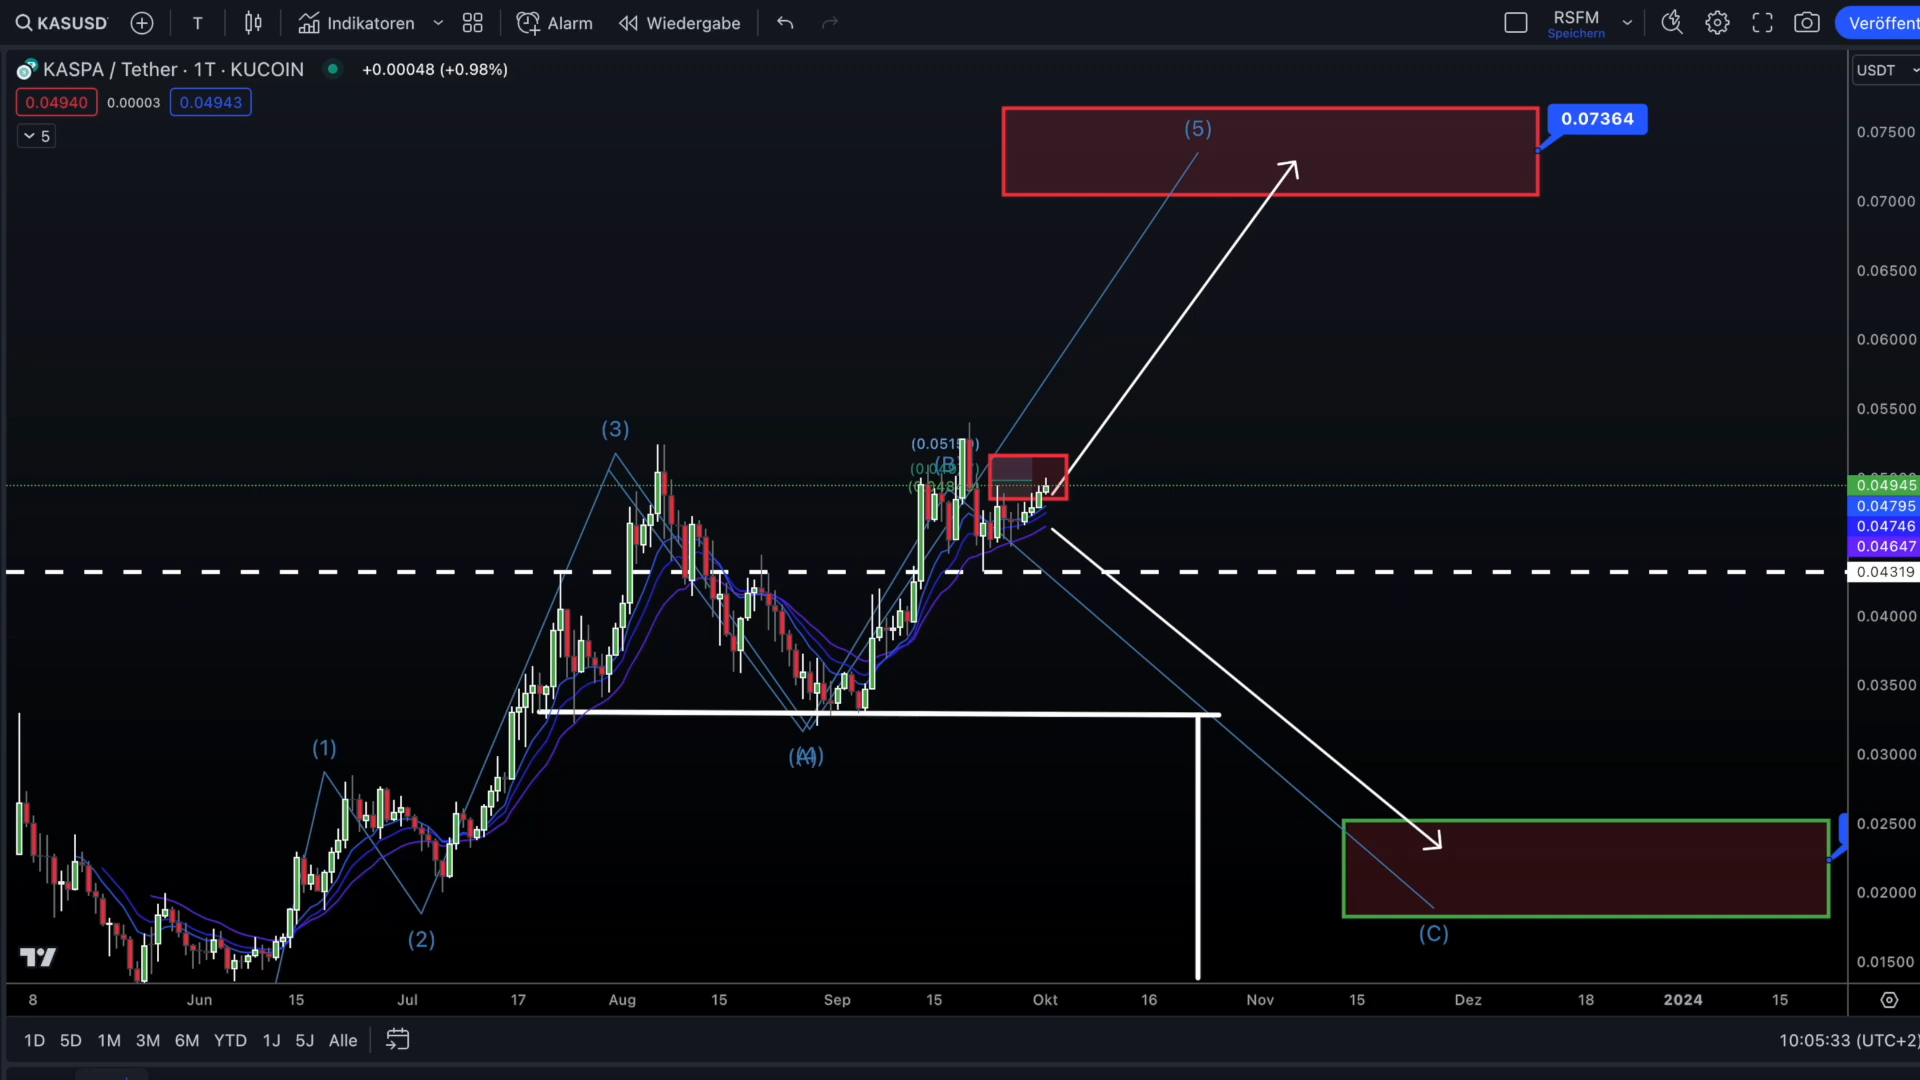 KASUSD
T
Indikatoren
Alarm
Wiedergabe
RSFM
Speichern
Veröffent
KASPA / Tether · 1T · KUCOIN
+0.00048 (+0.98%)
USDT
0.04940
0.00003
0.04943
5
(5)
0.07364
0.07500
0.07000
0.06500
0.06000
0.05500
(3)
0.04945
0.04795
0.04746
0.04647
0.04319
0.04000
0.03500
(1)
0.03000
0.02500
(2)
(C)
0.02000
0.01500
8
Jun
15
Jul
17
Aug
15
Sep
15
Okt
16
Nov
15
Dez
18
2024
15
1D
5D
1M
3M
6M
YTD
1J
5J
Alle
10:05:33 (UTC+2)